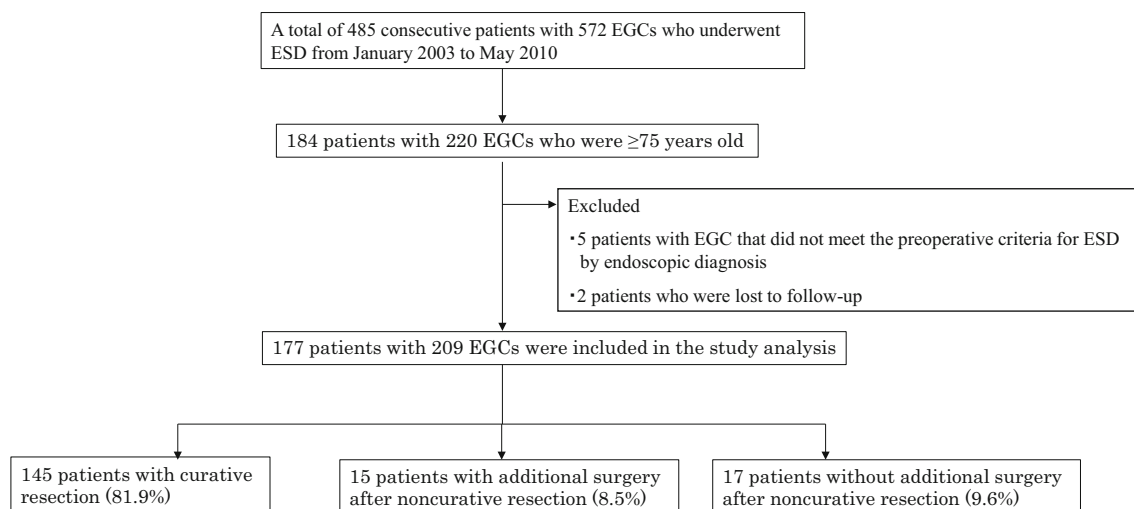 A total of 485 consecutive patients with 572 EGCs who underwent
ESD from January 2003 to May 2010
184 patients with 220 EGCs who were ≥75 years old
Excluded
・5 patients with EGC that did not meet the preoperative criteria for ESD
by endoscopic diagnosis
・2 patients who were lost to follow-up
177 patients with 209 EGCs were included in the study analysis
145 patients with curative
resection (81.9%)
15 patients with additional surgery
after noncurative resection (8.5%)
17 patients without additional surgery
after noncurative resection (9.6%)